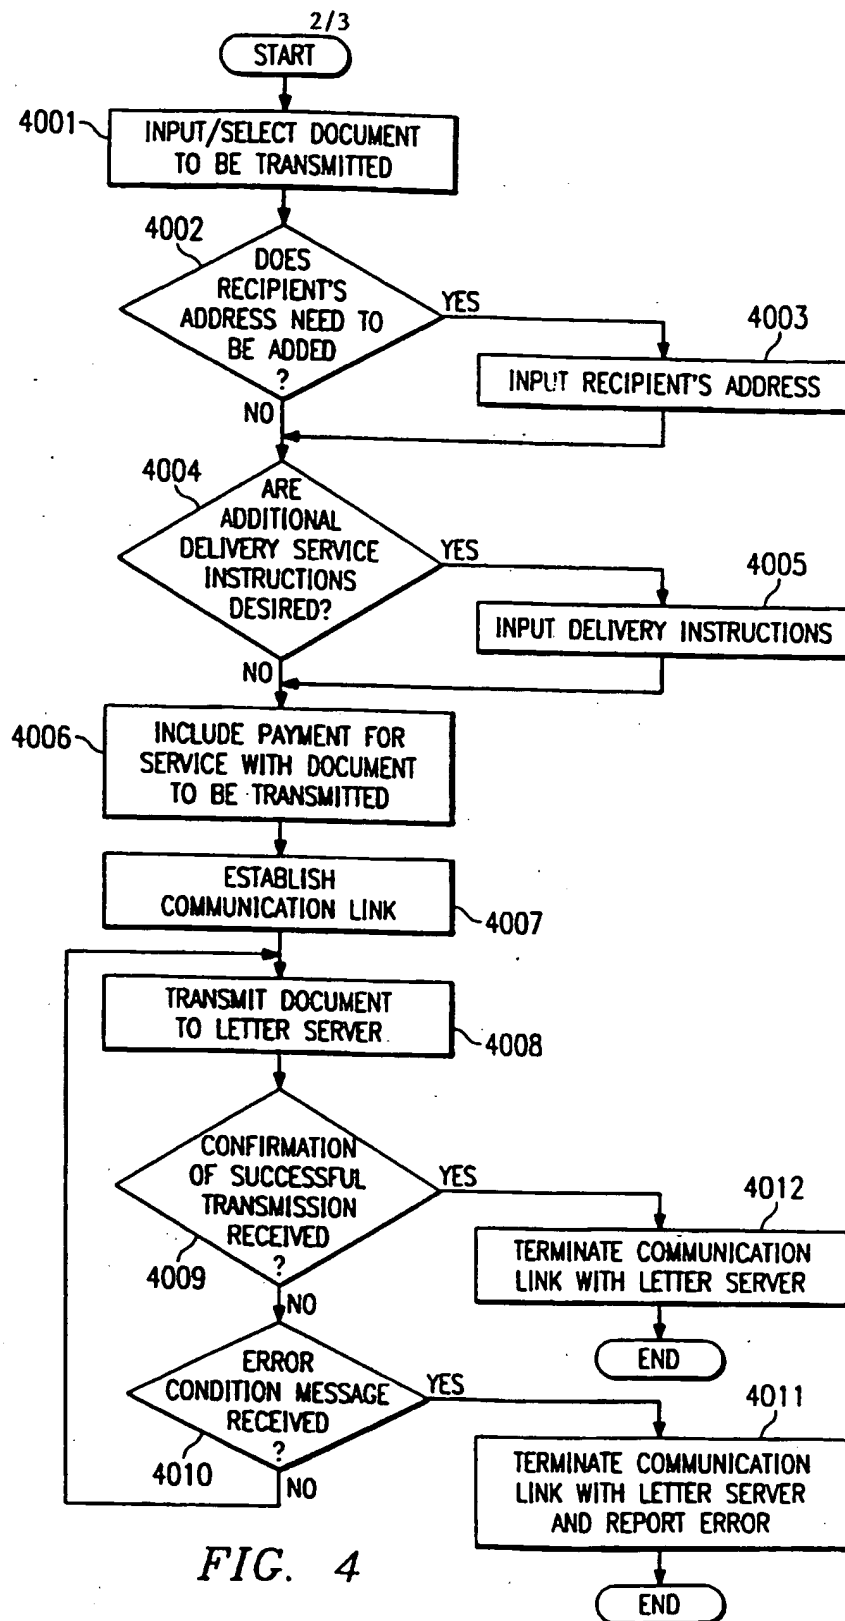 2/3
START
4001
INPUT/SELECT DOCUMENT
TO BE TRANSMITTED
4002
DOES
RECIPIENT'S
ADDRESS NEED TO
BE ADDED
?
YES
NO
4003
INPUT RECIPIENT'S ADDRESS
4004
ARE
ADDITIONAL
DELIVERY SERVICE
INSTRUCTIONS
DESIRED?
YES
NO
4005
INPUT DELIVERY INSTRUCTIONS
4006
INCLUDE PAYMENT FOR
SERVICE WITH DOCUMENT
TO BE TRANSMITTED
ESTABLISH
COMMUNICATION LINK
4007
TRANSMIT DOCUMENT
TO LETTER SERVER
4008
CONFIRMATION
OF SUCCESSFUL
TRANSMISSION
RECEIVED
?
4009
YES
NO
4012
TERMINATE COMMUNICATION
LINK WITH LETTER SERVER
END
ERROR
CONDITION MESSAGE
RECEIVED
?
4010
YES
NO
4011
TERMINATE COMMUNICATION
LINK WITH LETTER SERVER
AND REPORT ERROR
END
FIG. 4